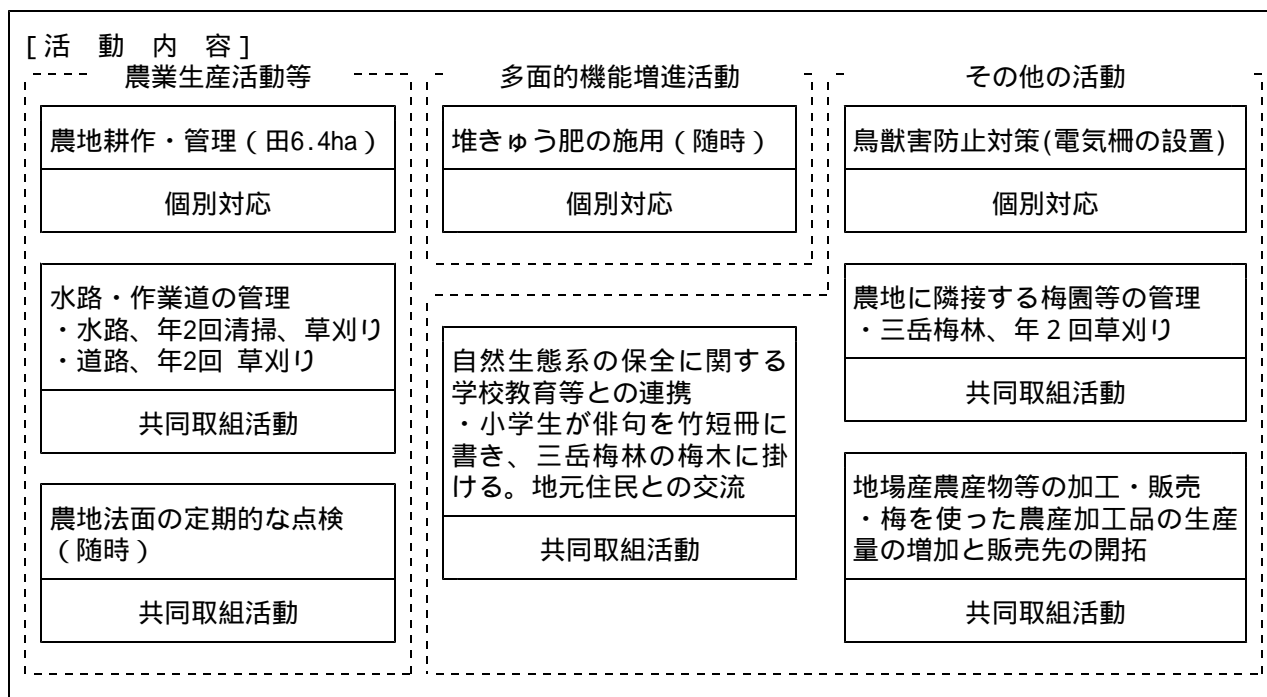 [活　動　内　容]
農業生産活動等
農地耕作・管理（田6.4ha）
個別対応
水路・作業道の管理
・水路、年2回清掃、草刈り
・道路、年2回 草刈り
共同取組活動
農地法面の定期的な点検
（随時）
共同取組活動
多面的機能増進活動
堆きゅう肥の施用（随時）
個別対応
自然生態系の保全に関する
学校教育等との連携
・小学生が俳句を竹短冊に
書き、三岳梅林の梅木に掛
ける。地元住民との交流
共同取組活動
その他の活動
鳥獣害防止対策(電気柵の設置)
個別対応
農地に隣接する梅園等の管理
・三岳梅林、年２回草刈り
共同取組活動
地場産農産物等の加工・販売
・梅を使った農産加工品の生産
量の増加と販売先の開拓
共同取組活動